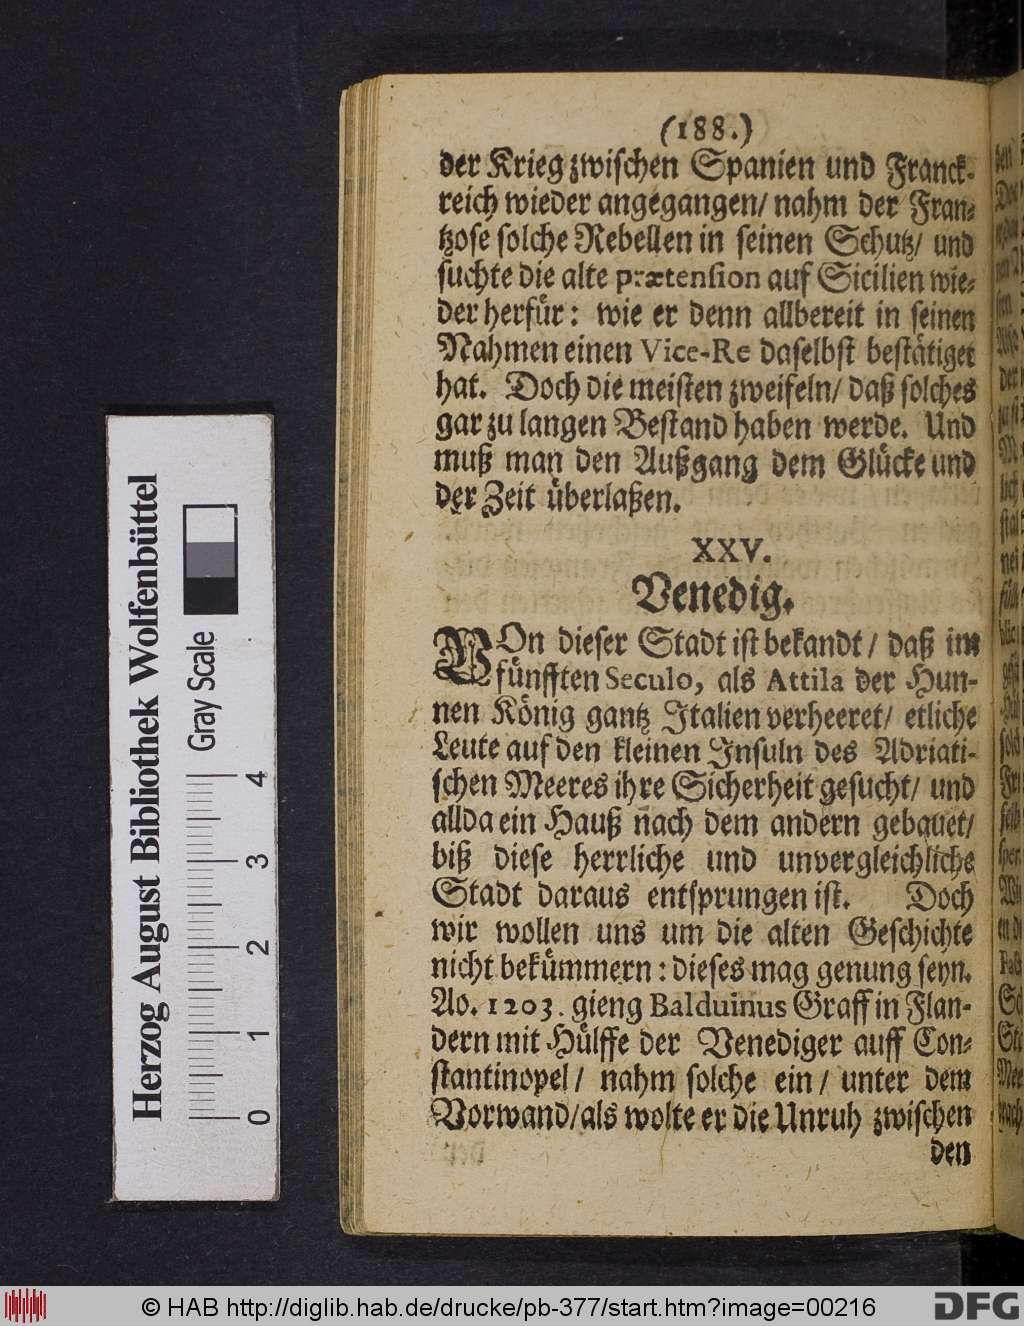 (188.)
der Krieg zwischen Spanien und Franck-
reich wieder angegangen/ nahm der Fran-
tzose solche Rebellen in seinen Schutz/ und
suchte die alte prætension auf Sicilien wie-
der herfür: wie er denn allbereit in seinen
Nahmen einen Vice-Re daselbst bestätiget
hat. Doch die meisten zweifeln/ daß solches
gar zu langen Bestand haben werde. Und
muß man den Außgang dem Glücke und
der Zeit überlaßen.
XXV.
Venedig.
VOn dieser Stadt ist bekandt/ daß im
fünfften Seculo, als Attila der Hun-
nen König gantz Italien verheeret/ etliche
Leute auf den kleinen Insuln des Adriati-
schen Meeres ihre Sicherheit gesucht/ und
allda ein Hauß nach dem andern gebauet/
biß diese herrliche und unvergleichliche
Stadt daraus entsprungen ist. Doch
wir wollen uns um die alten Geschichte
nicht bekümmern: dieses mag genung seyn.
Ao. 1203. gieng Balduinus Graff in Flan-
dern mit Hülffe der Venediger auff Con-
stantinopel/ nahm solche ein/ unter dem
Vorwand/als wolte er die Unruh zwischen
den
Herzog August Bibliothek Wolfenbüttel
Gray Scale
0 1 2 3 4
© HAB http://diglib.hab.de/drucke/pb-377/start.htm?image=00216
DFG